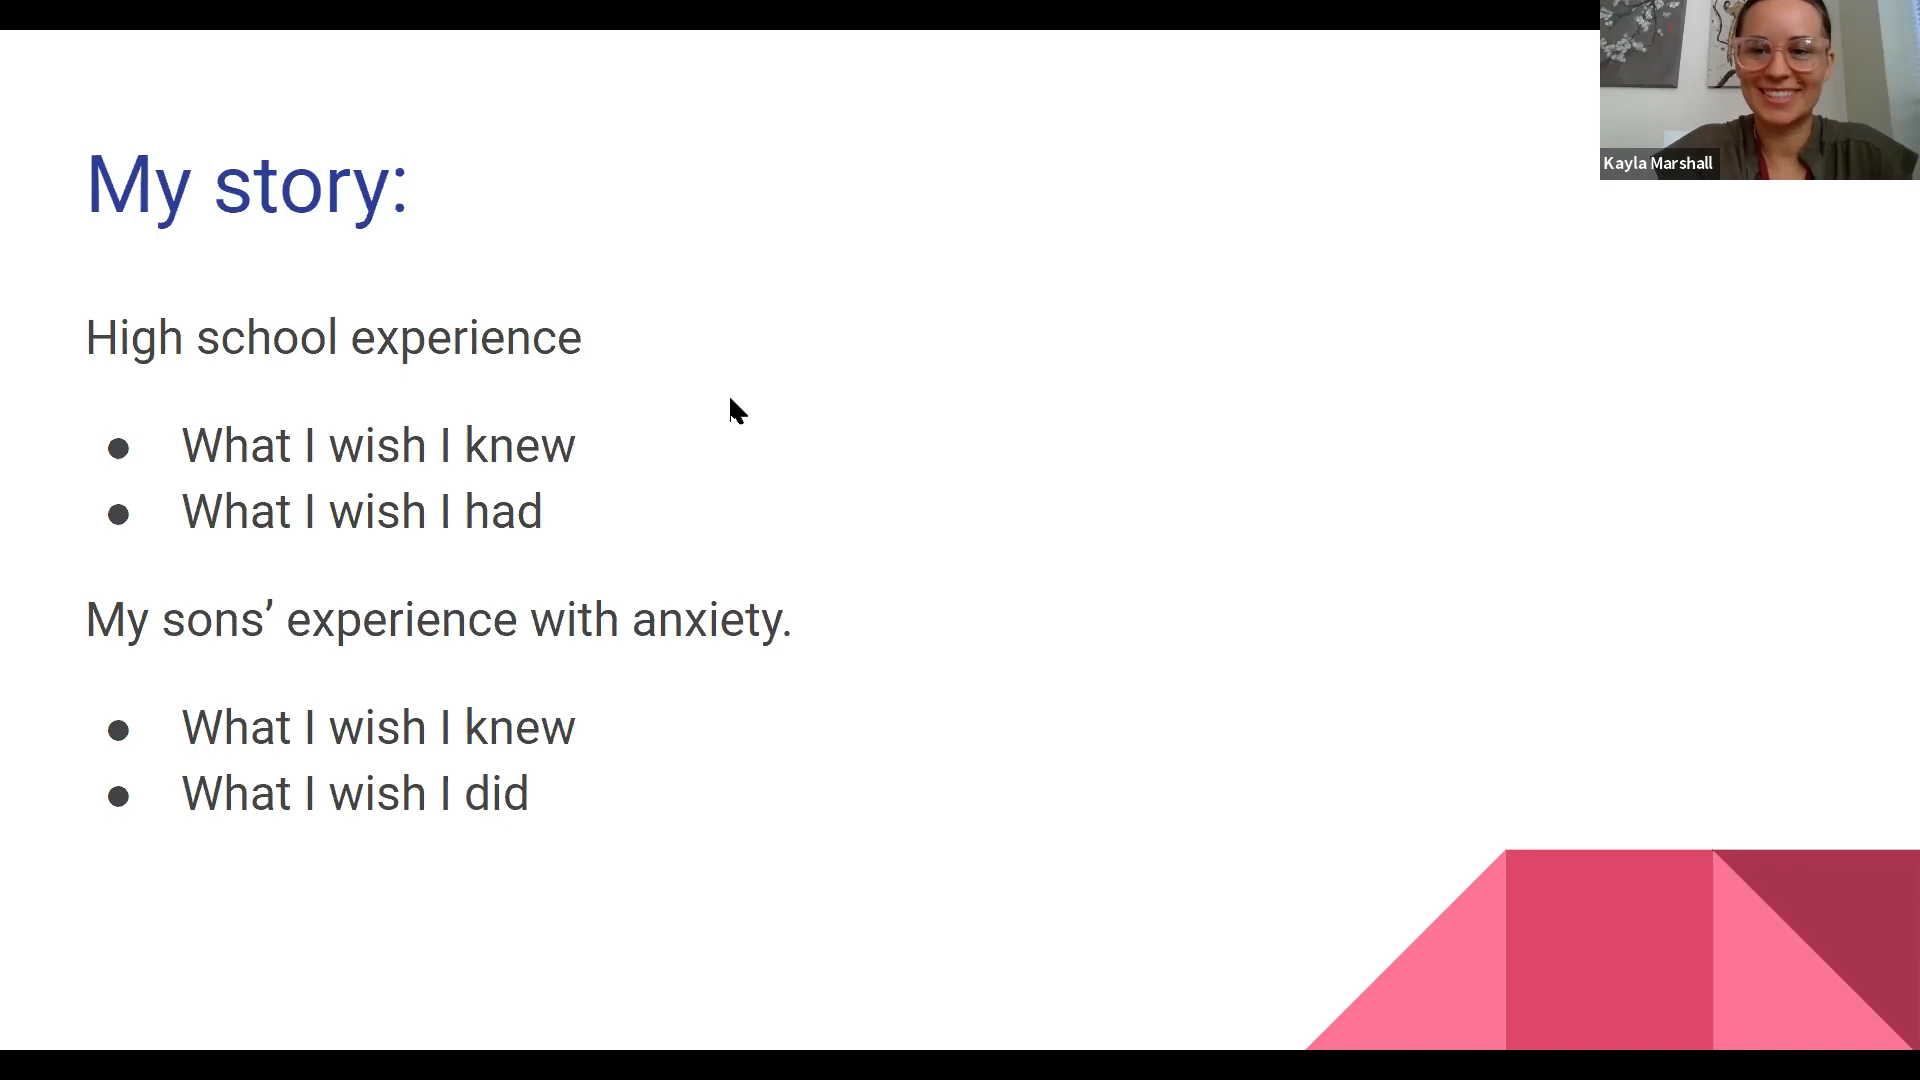 My story:
High school experience
● What I wish I knew
● What I wish I had
My sons’ experience with anxiety.
● What I wish I knew
● What I wish I did
Kayla Marshall